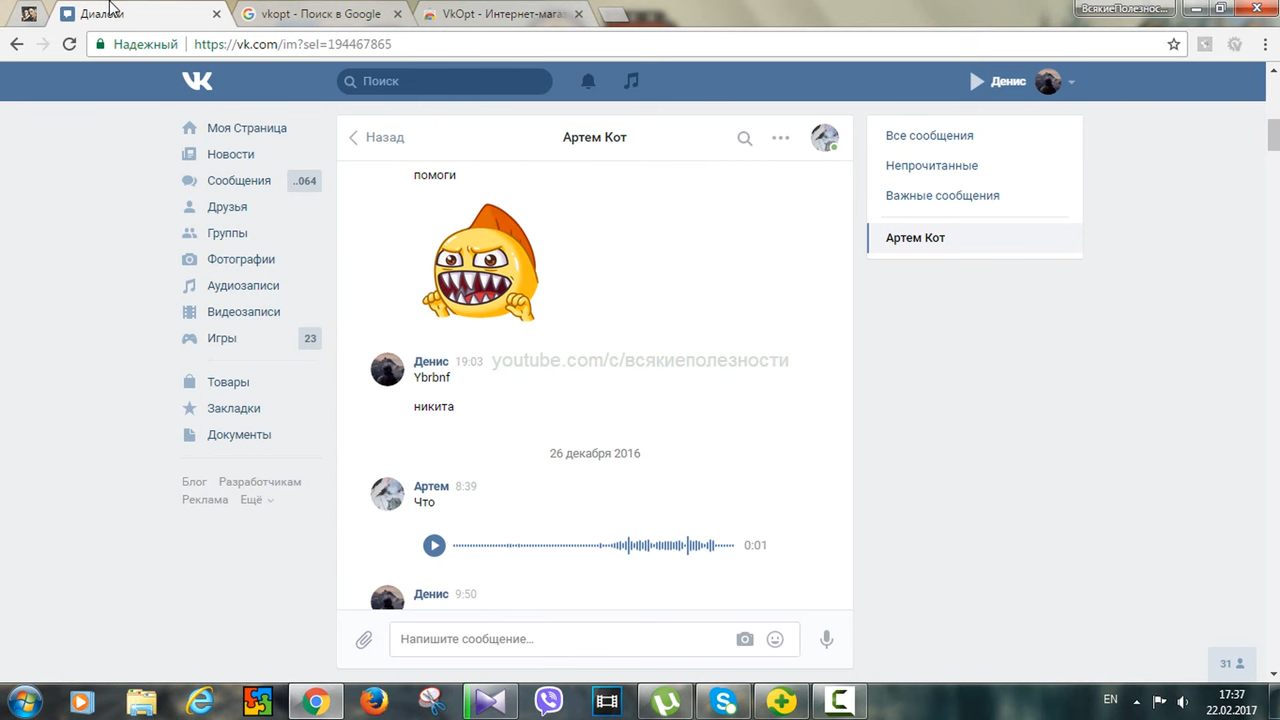 Диалоги
vkopt - Поиск в Google
VkOpt - Интернет-мага
ВсякиеПолезнос...
Надежный
https://vk.com/im?sel=194467865
Поиск
Денис
Моя Страница
Новости
Сообщения
..064
Друзья
Группы
Фотографии
Аудиозаписи
Видеозаписи
Игры
23
Товары
Закладки
Документы
Блог Разработчикам
Реклама Ещё
Назад
Артем Кот
помоги
Денис 19:03
youtube.com/c/всякиеполезности
Ybrbnf
никита
26 декабря 2016
Артем 8:39
Что
0:01
Денис 9:50
Напишите сообщение...
Все сообщения
Непрочитанные
Важные сообщения
Артем Кот
31
EN
17:37
22.02.2017